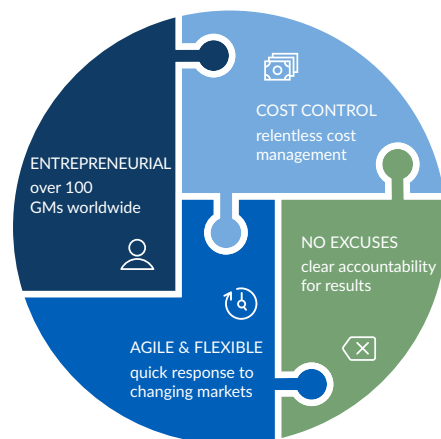 COST CONTROL
relentless cost
management
ENTREPRENEURIAL
over 100
GMs worldwide
NO EXCUSES
clear accountability
for results
AGILE & FLEXIBLE
quick response to
changing markets